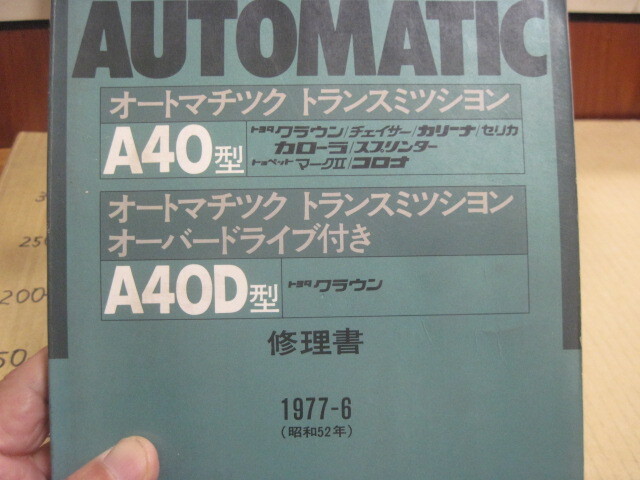 AUTOMATIC
オートマチツク トランスミツシヨン
A40型
トヨタ クラウン/チェイサー/カリーナ/セリカ
カローラ/スプリンター
トヨペット マークII/コロナ
オートマチツク トランスミツシヨン
オーバードライブ付き
A40D型
トヨタ クラウン
修理書
1977-6
(昭和52年)
250
200
50